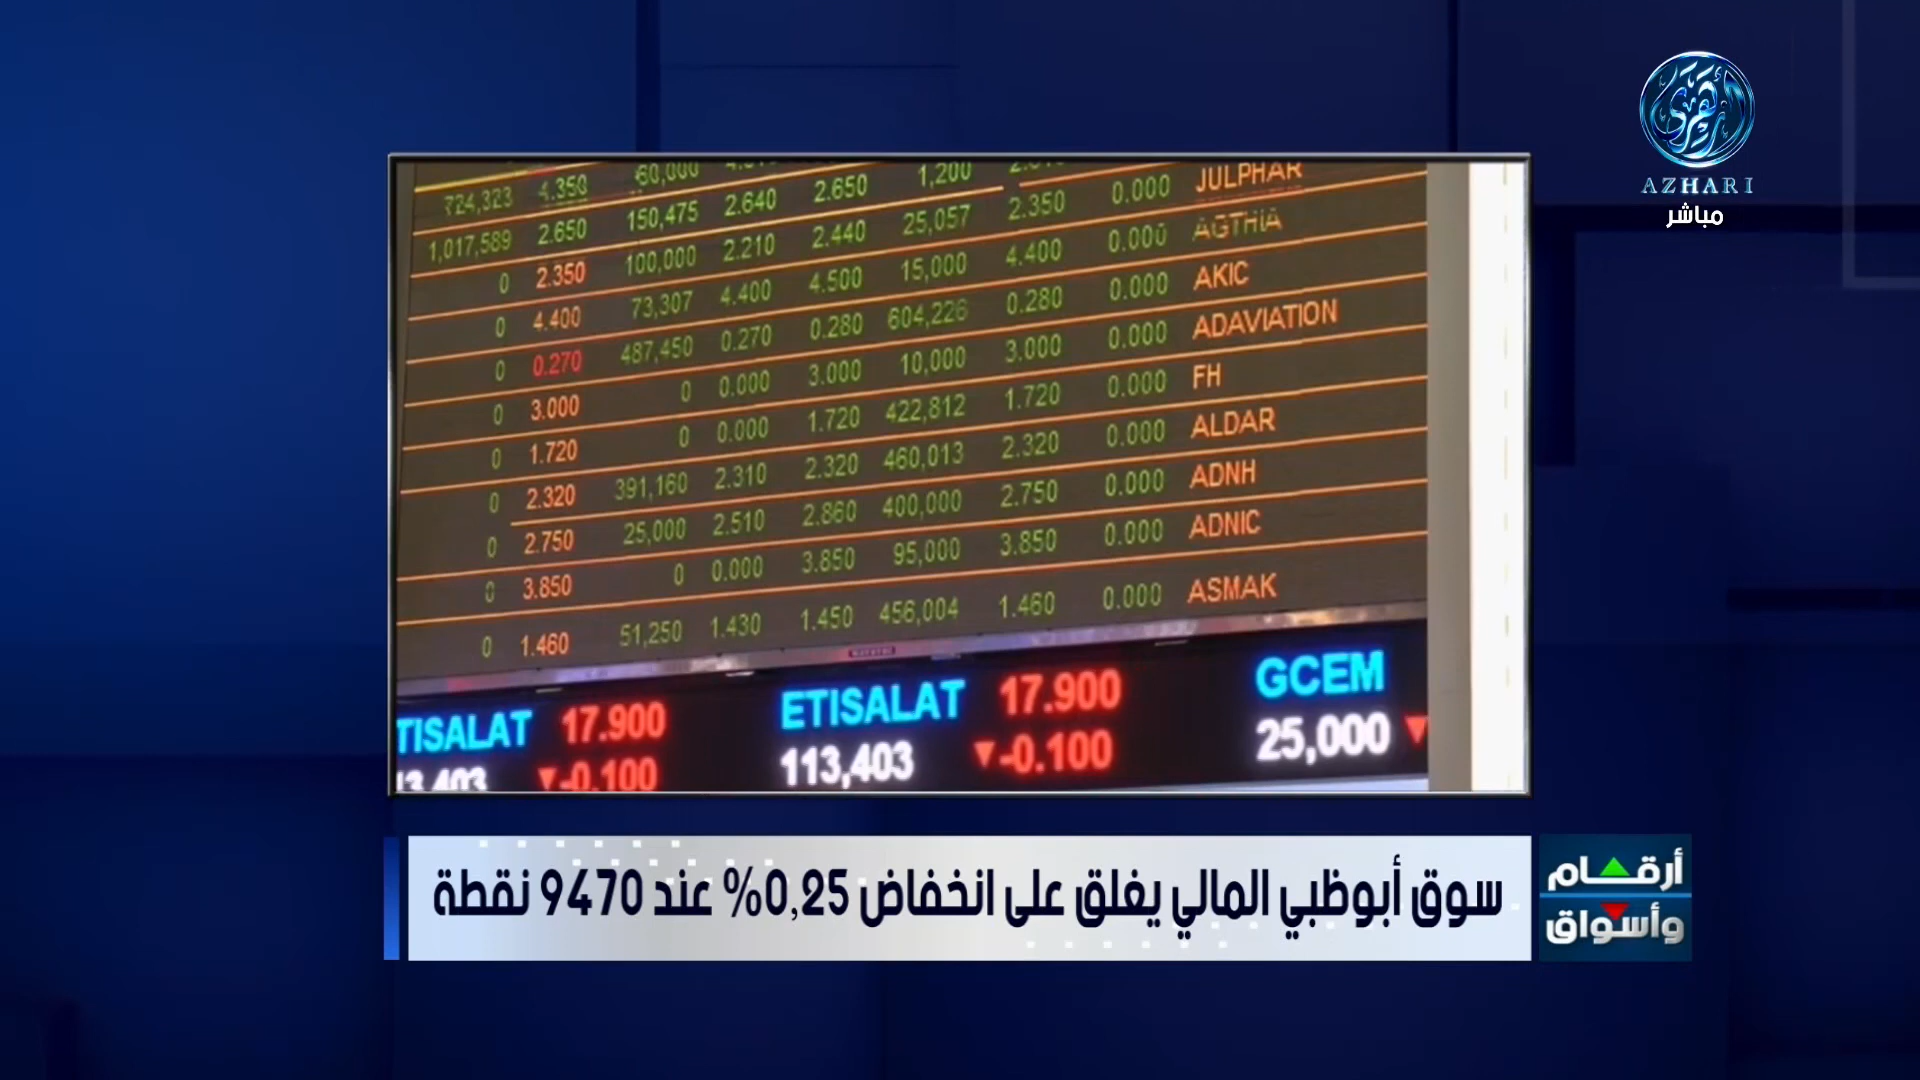 أزهري
AZHARI
مباشر
724,323 4.350 60,000 1,200 JULPHAR
1,017,589 2.650 150,475 2.640 2.650 25,057 2.350 0.000 AGTHIA
0 2.350 100,000 2.210 2.440 15,000 4.400 0.000 AKIC
0 4.400 73,307 4.400 4.500 604,226 0.280 0.000 ADAVIATION
0 0.270 487,450 0.270 0.280 10,000 3.000 0.000 FH
0 3.000 0 0.000 3.000 422,812 1.720 0.000 ALDAR
0 1.720 0 0.000 1.720 460,013 2.320 0.000 ADNH
0 2.320 391,160 2.310 2.320 400,000 2.750 0.000 ADNIC
0 2.750 25,000 2.510 2.860 95,000 3.850 0.000 ASMAK
0 3.850 0 0.000 3.850 456,004 1.460 0.000
0 1.460 51,250 1.430 1.450
TISALAT 17.900 ETISALAT 17.900 GCEM
13,403 ▼-0.100 113,403 ▼-0.100 25,000 ▼
سوق أبوظبي المالي يغلق على انخفاض 0,25% عند 9470 نقطة
أرقام
وأسواق